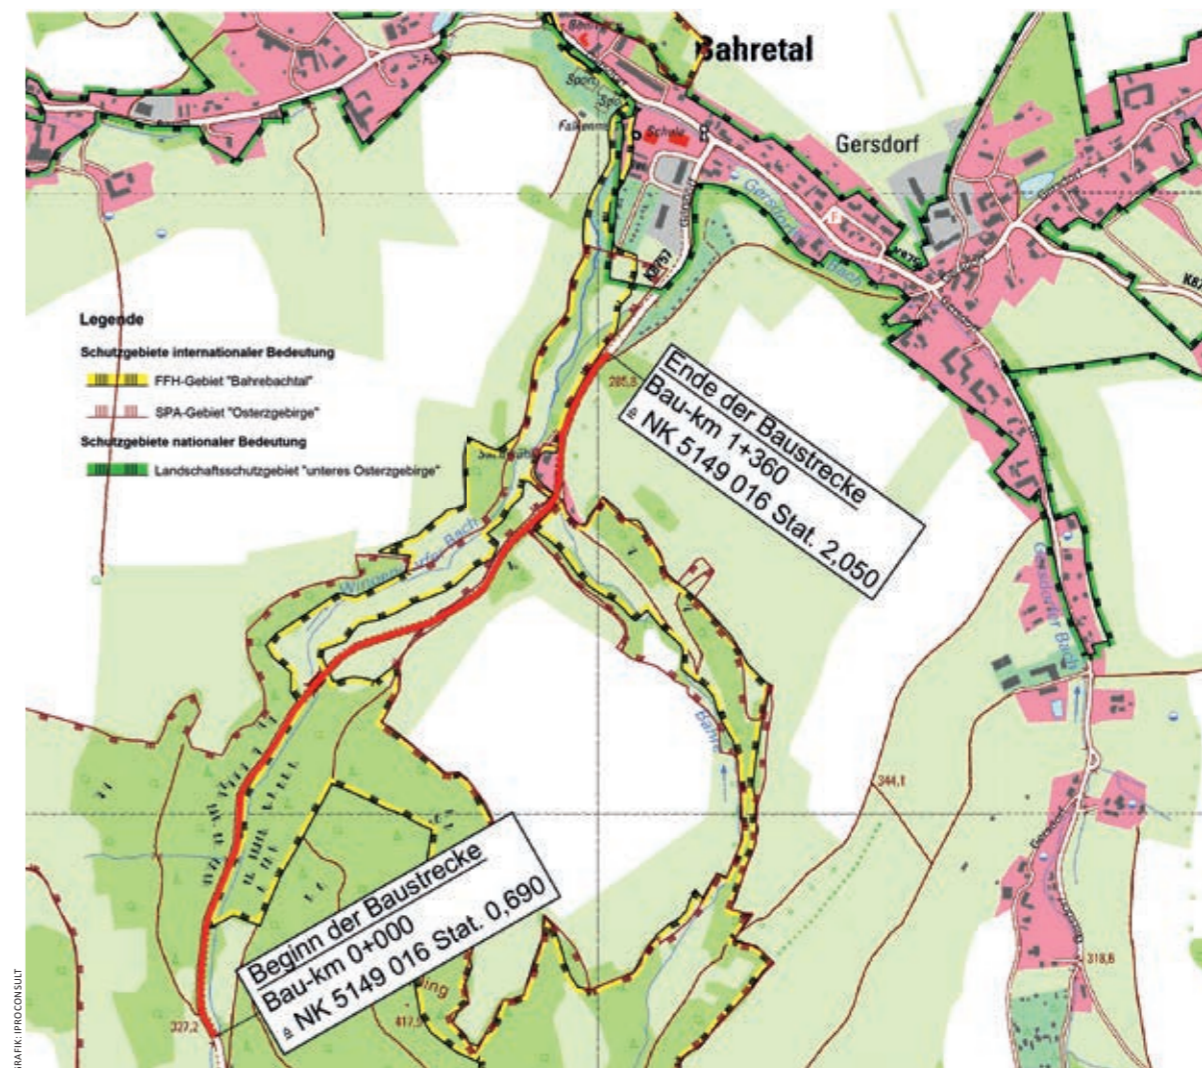 Bahretal
Gersdorf
Schule
Gersdorfer
Bach
K8757
Legende
Schutzgebiete internationaler Bedeutung
FFH-Gebiet "Bahrebachtal"
SPA-Gebiet "Osterzgebirge"
Schutzgebiete nationaler Bedeutung
Landschaftsschutzgebiet "unteres Osterzgebirge"
285,8
Ende der Baustrecke
Bau-km 1+360
≙ NK 5149 016 Stat. 2,050
Gersdorfer Bach
Bahre
344,1
Gersdorf
Beginn der Baustrecke
Bau-km 0+000
≙ NK 5149 016 Stat. 0,690
327,2
318,8
GRAFIK: IPROCONSULT